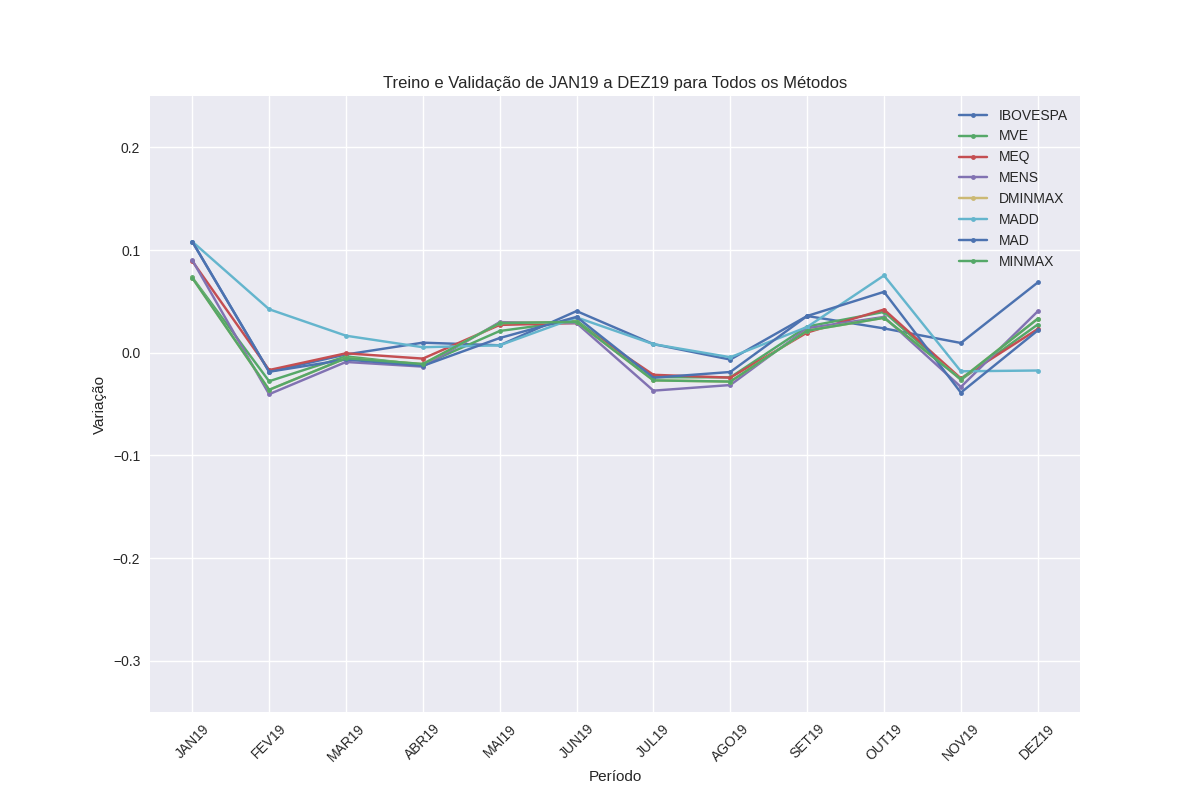 Treino e Validação de JAN19 a DEZ19 para Todos os Métodos
IBOVESPA
MVE
MEQ
MENS
DMINMAX
MADD
MAD
MINMAX
0.2
0.1
0.0
−0.1
−0.2
−0.3
Variação
JAN19
FEV19
MAR19
ABR19
MAI19
JUN19
JUL19
AGO19
SET19
OUT19
NOV19
DEZ19
Período